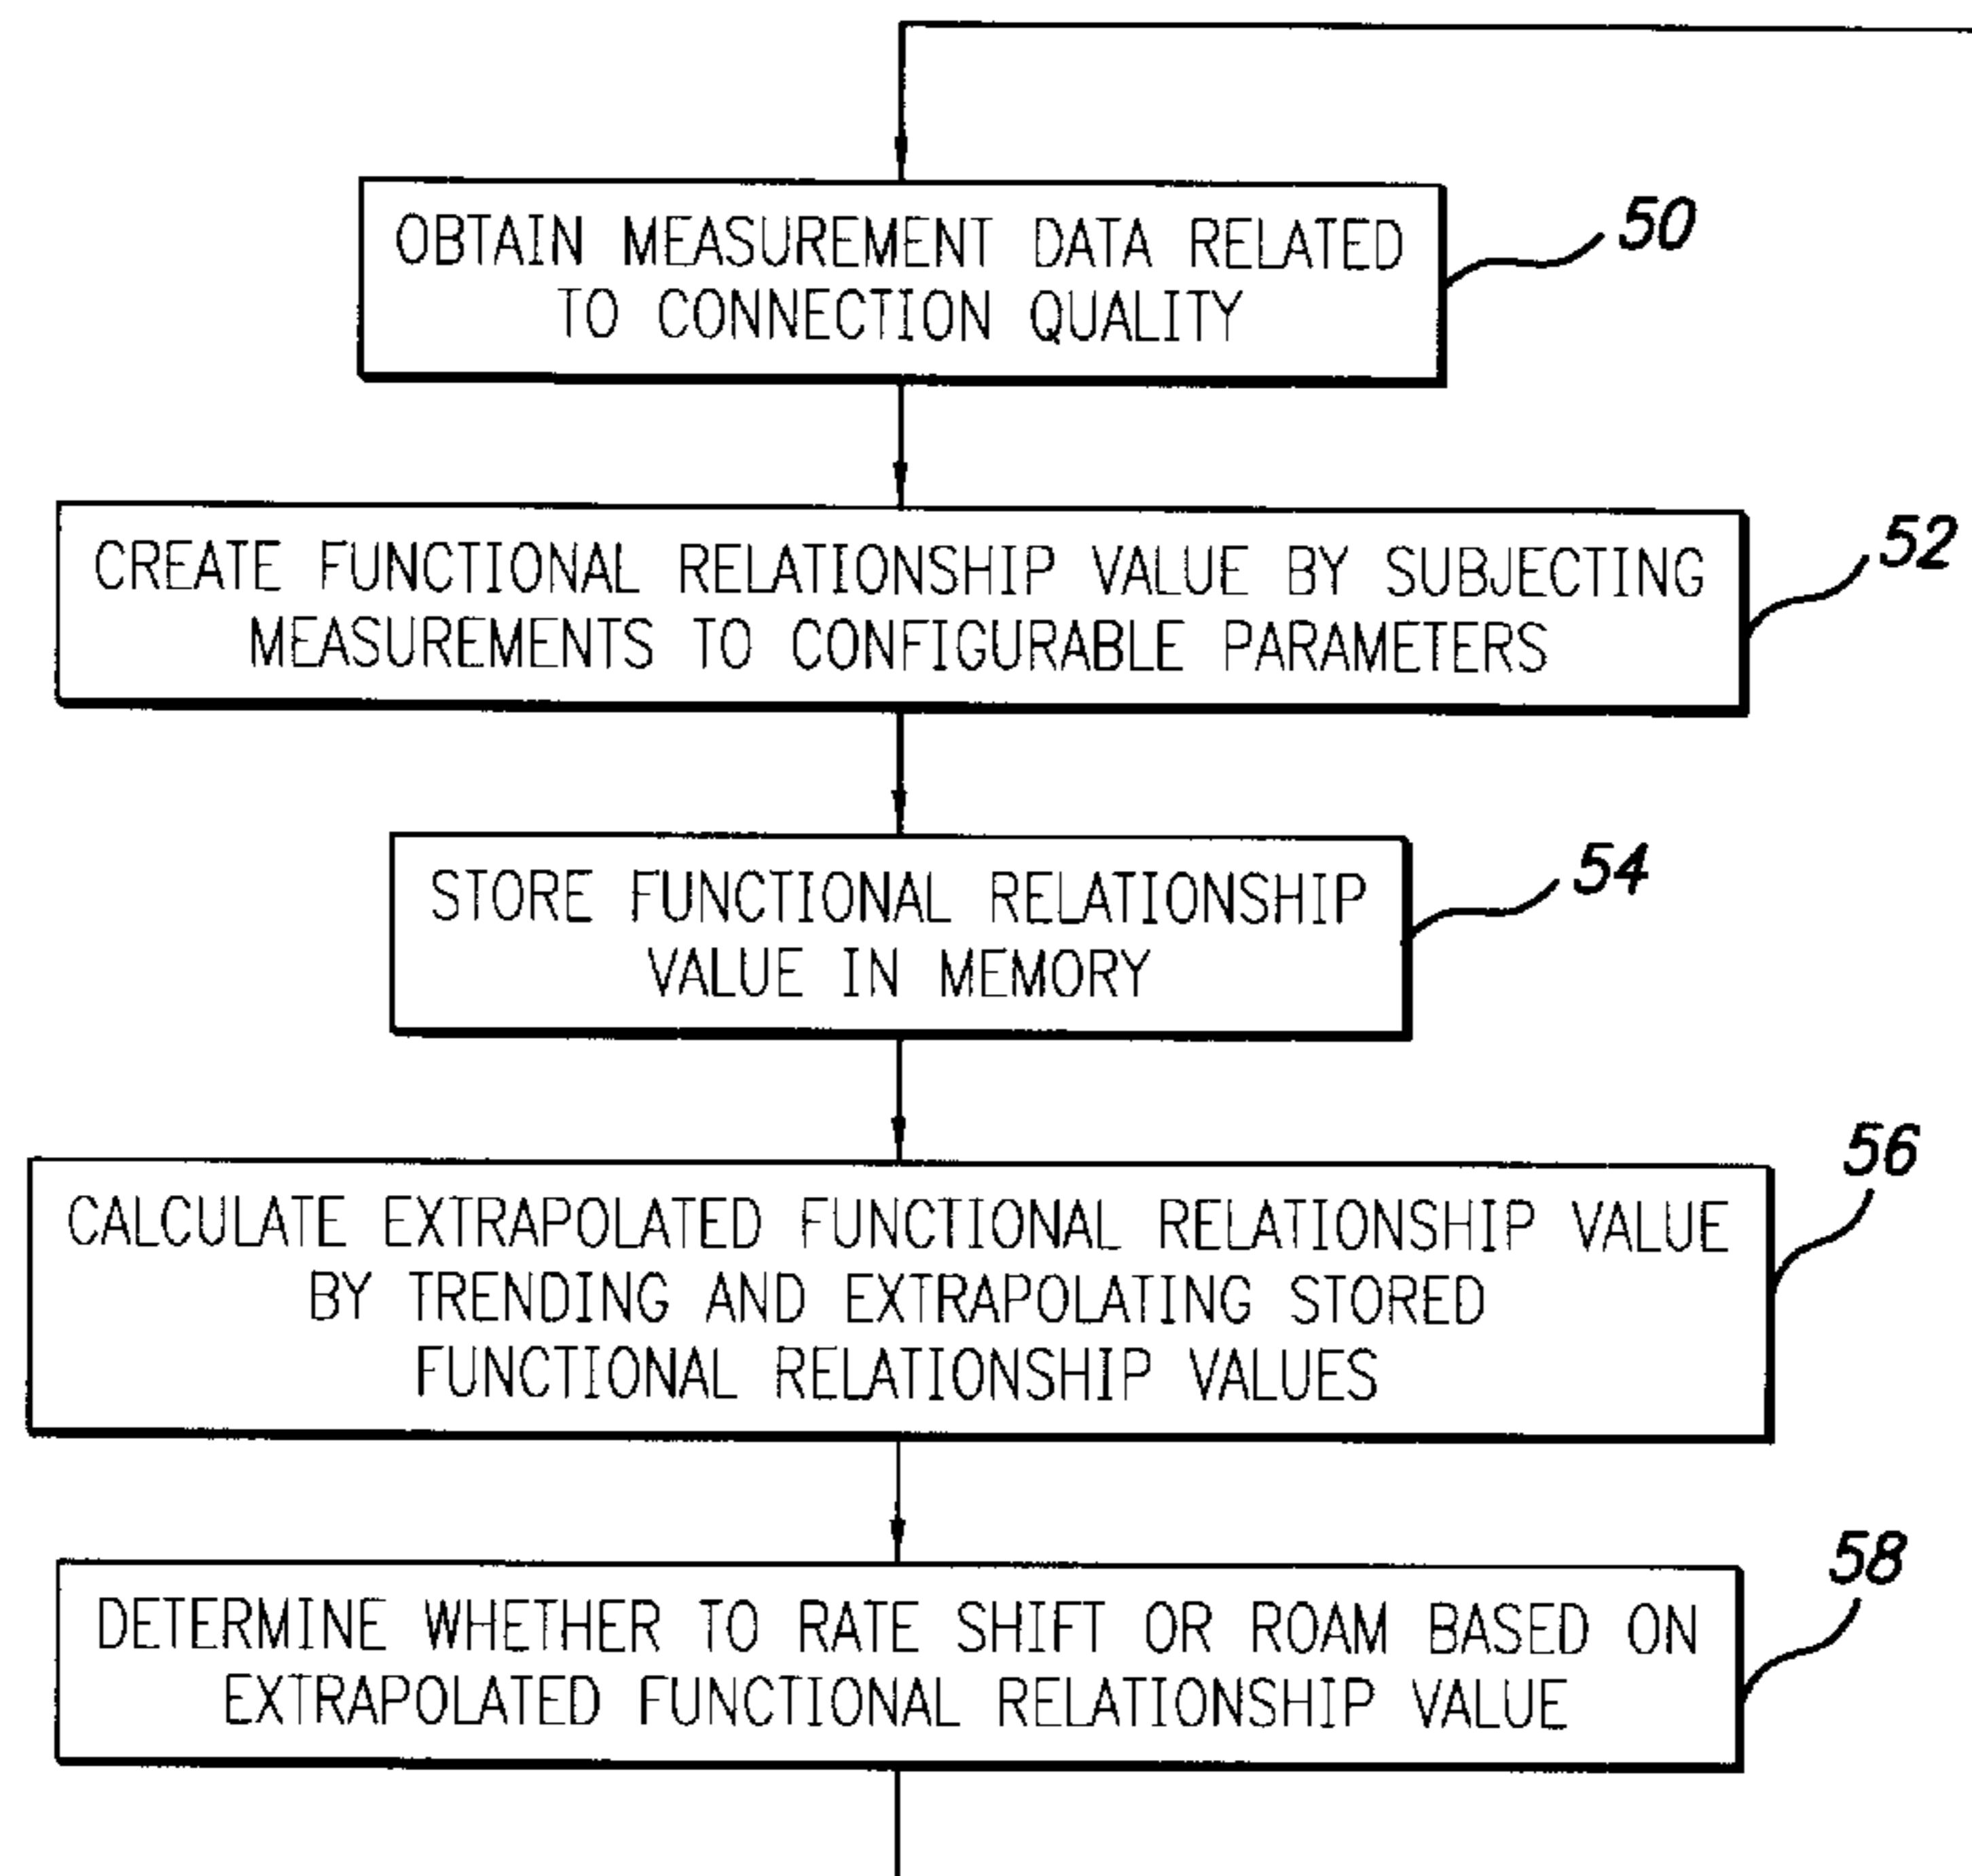 OBTAIN MEASUREMENT DATA RELATED
TO CONNECTION QUALITY
50
CREATE FUNCTIONAL RELATIONSHIP VALUE BY SUBJECTING
MEASUREMENTS TO CONFIGURABLE PARAMETERS
52
STORE FUNCTIONAL RELATIONSHIP
VALUE IN MEMORY
54
CALCULATE EXTRAPOLATED FUNCTIONAL RELATIONSHIP VALUE
BY TRENDING AND EXTRAPOLATING STORED
FUNCTIONAL RELATIONSHIP VALUES
56
DETERMINE WHETHER TO RATE SHIFT OR ROAM BASED ON
EXTRAPOLATED FUNCTIONAL RELATIONSHIP VALUE
58